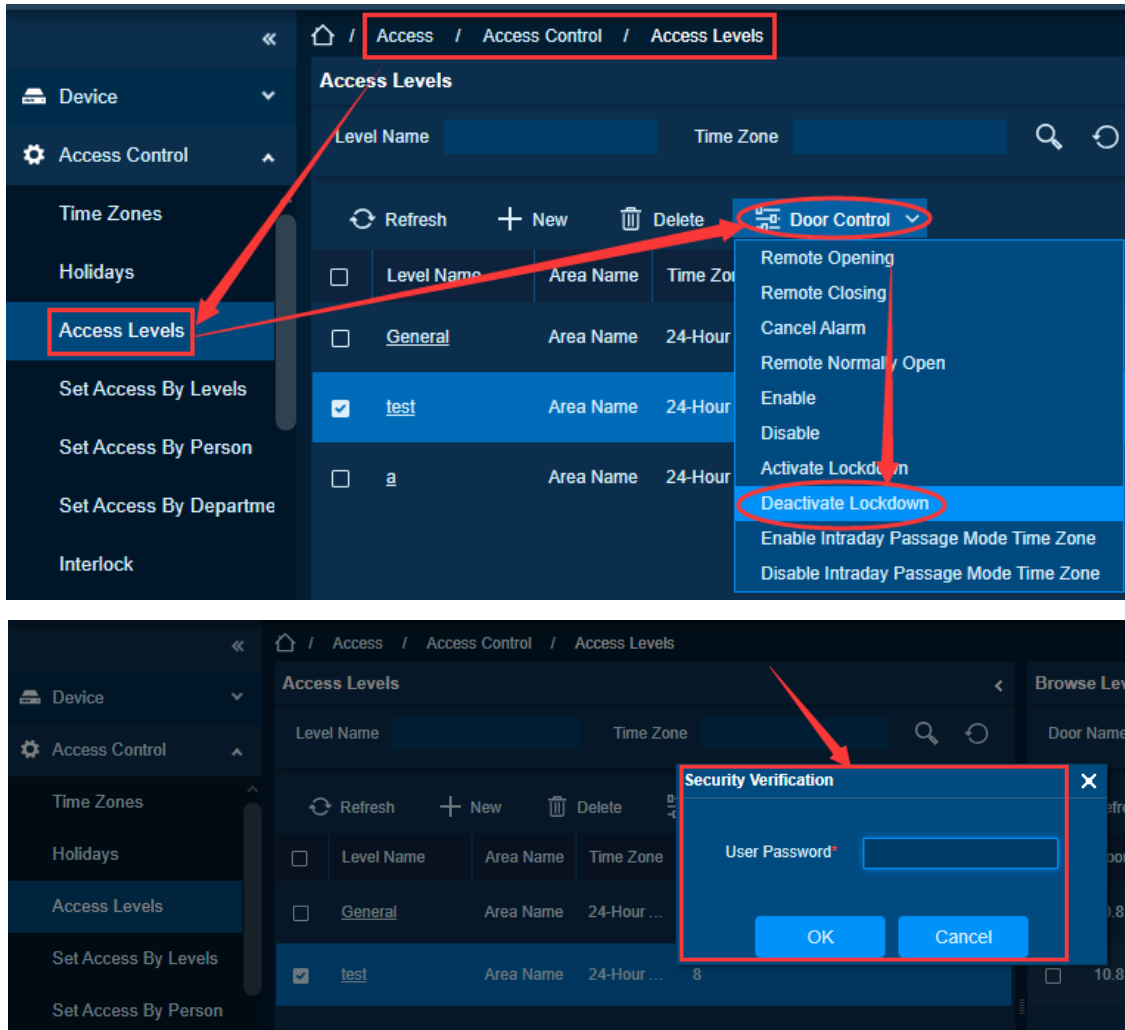 « / Access / Access Control / Access Levels
Device
Access Levels
Level Name Time Zone
Access Control
Time Zones
Refresh New Delete Door Control
Holidays
Level Name Area Name Time Zon
Remote Opening
Remote Closing
Cancel Alarm
Remote Normally Open
Enable
Disable
Activate Lockdown
Deactivate Lockdown
Enable Intraday Passage Mode Time Zone
Disable Intraday Passage Mode Time Zone
Access Levels
General Area Name 24-Hour
Set Access By Levels
test Area Name 24-Hour
Set Access By Person
a Area Name 24-Hour
Set Access By Departme
Interlock
« / Access / Access Control / Access Levels
Device
Access Levels
Browse Lev
Level Name Time Zone
Door Name
Access Control
Security Verification
Time Zones
Refresh New Delete
efre
User Password*
Holidays
Level Name Area Name Time Zone
Access Levels
General Area Name 24-Hour ...
OK Cancel
Set Access By Levels
test Area Name 24-Hour ... 8
10.8
Set Access By Person